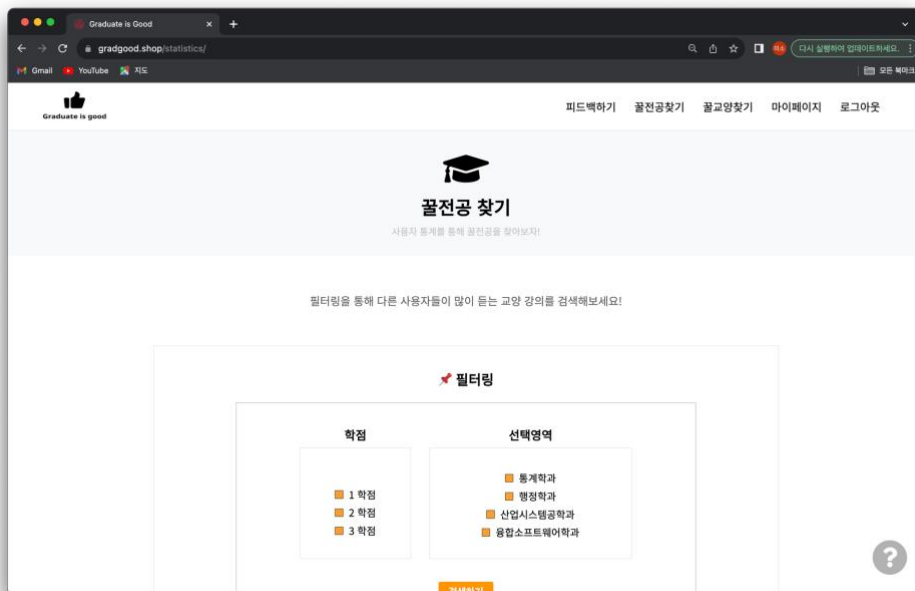 Graduate is Good
gradgood.shop/statistics/
다시 실행하여 업데이트하세요.
Gmail
YouTube
지도
모든 북마크
Graduate is good
피드백하기
꿀전공찾기
꿀교양찾기
마이페이지
로그아웃
꿀전공 찾기
사용자 통계를 통해 꿀전공을 찾아보자!
필터링을 통해 다른 사용자들이 많이 듣는 교양 강의를 검색해보세요!
필터링
학점
1 학점
2 학점
3 학점
선택영역
통계학과
행정학과
산업시스템공학과
융합소프트웨어학과
검색하기
?